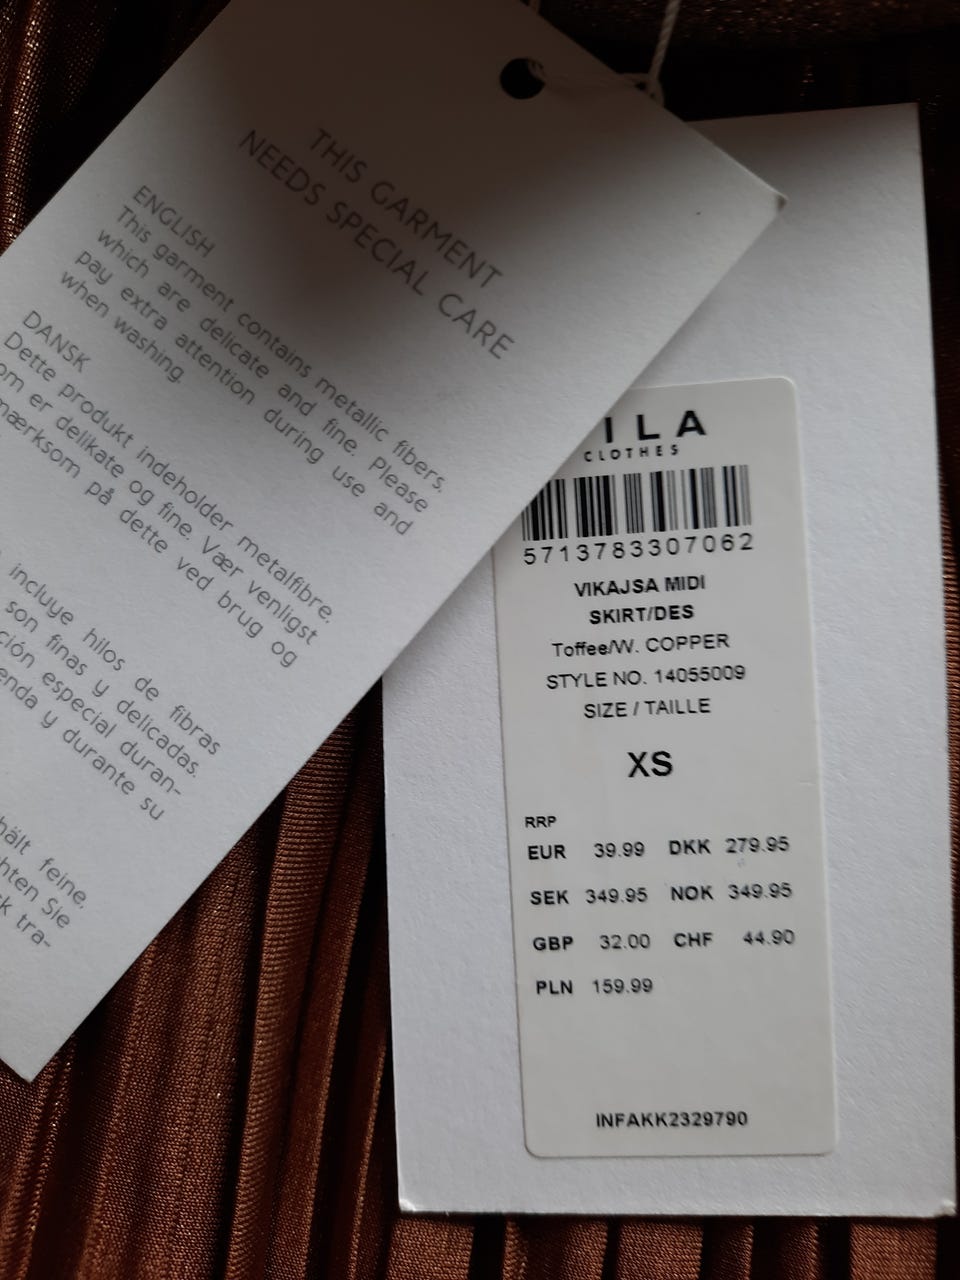 THIS GARMENT
NEEDS SPECIAL CARE
ENGLISH
This garment contains metallic fibers,
which are delicate and fine. Please
pay extra attention during use and
when washing.
DANSK
Dette produkt indeholder metalfibre.
om er delikate og fine. Vær venligst
mærksom på dette ved brug og
incluye hilos de fibras
son finas y delicadas.
ción especial duran-
enda y durante su
hält feine,
hten Sie
k tra-
ILA
CLOTHES
5713783307062
VIKAJSA MIDI
SKIRT/DES
Toffee/W. COPPER
STYLE NO. 14055009
SIZE / TAILLE
XS
RRP
EUR 39.99 DKK 279.95
SEK 349.95 NOK 349.95
GBP 32.00 CHF 44.90
PLN 159.99
INFAKK2329790